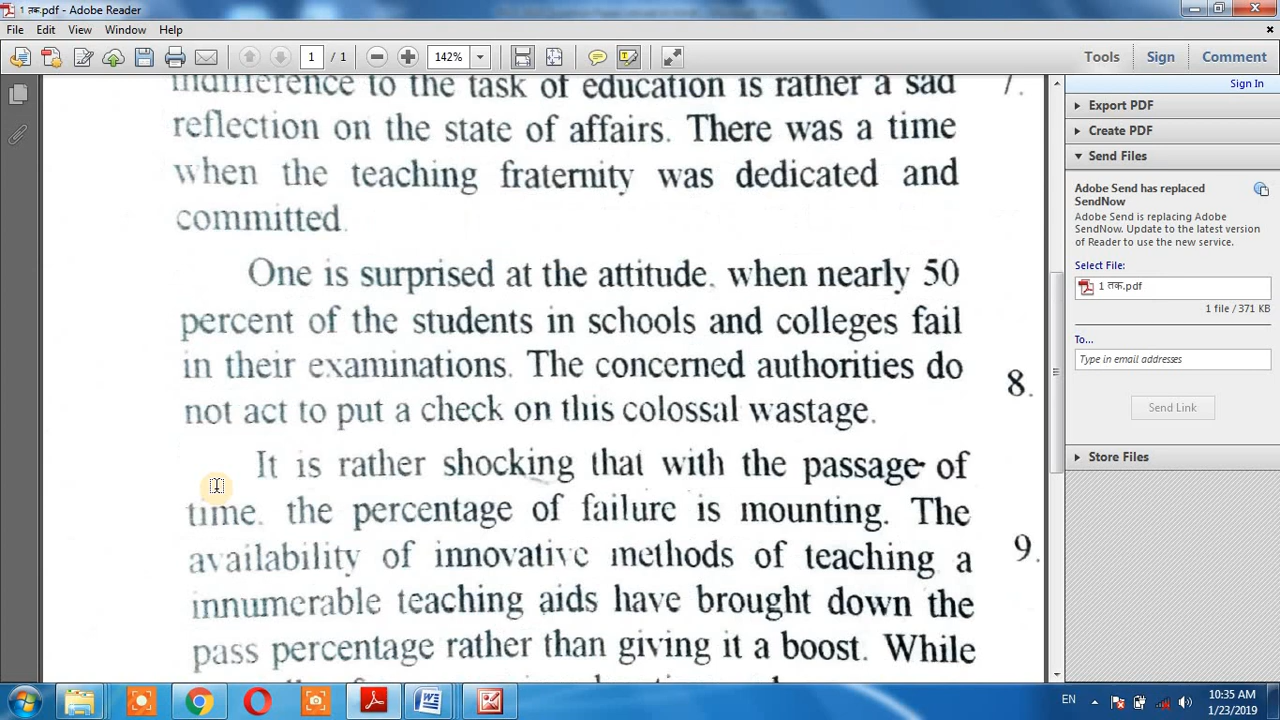 1 तक.pdf - Adobe Reader
File Edit View Window Help
1 / 1 142% Tools Sign Comment
indifference to the task of education is rather a sad
reflection on the state of affairs. There was a time
when the teaching fraternity was dedicated and
committed.
One is surprised at the attitude, when nearly 50
percent of the students in schools and colleges fail
in their examinations. The concerned authorities do
not act to put a check on this colossal wastage.
It is rather shocking that with the passage of
time, the percentage of failure is mounting. The
availability of innovative methods of teaching a
innumerable teaching aids have brought down the
pass percentage rather than giving it a boost. While
7.
8.
9.
Sign In
Export PDF
Create PDF
Send Files
Adobe Send has replaced
SendNow
Adobe Send is replacing Adobe
SendNow. Update to the latest version
of Reader to use the new service.
Select File:
1 तक.pdf
1 file / 371 KB
To...
Type in email addresses
Send Link
Store Files
EN
10:35 AM
1/23/2019